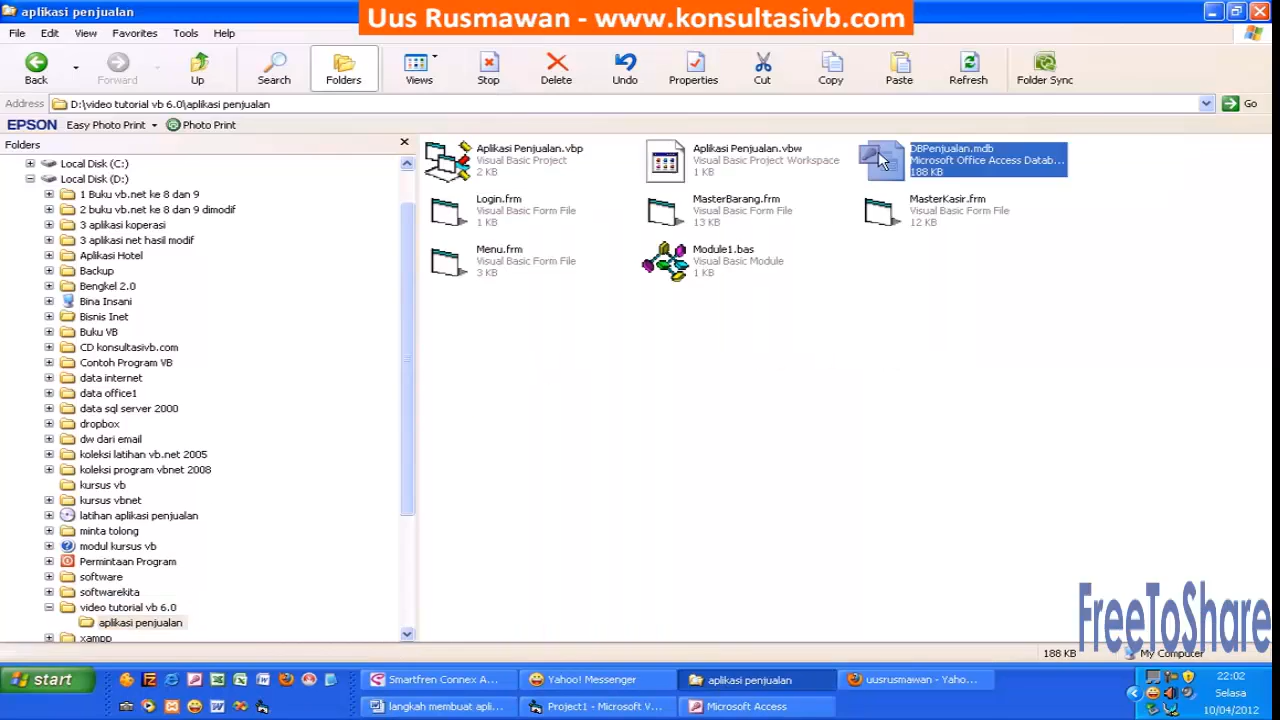 aplikasi penjualan
Uus Rusmawan - www.konsultasivb.com
File Edit View Favorites Tools Help
Back Forward Up Search Folders Views Stop Delete Undo Properties Cut Copy Paste Refresh Folder Sync
Address D:\video tutorial vb 6.0\aplikasi penjualan Go
EPSON Easy Photo Print Photo Print
Folders
Local Disk (C:)
Local Disk (D:)
1 Buku vb.net ke 8 dan 9
2 buku vb.net ke 8 dan 9 dimodif
3 aplikasi koperasi
3 aplikasi net hasil modif
Aplikasi Hotel
Backup
Bengkel 2.0
Bina Insani
Bisnis Inet
Buku VB
CD konsultasivb.com
Contoh Program VB
data internet
data office1
data sql server 2000
dropbox
dw dari email
koleksi latihan vb.net 2005
koleksi program vbnet 2008
kursus vb
kursus vbnet
latihan aplikasi penjualan
minta tolong
modul kursus vb
Permintaan Program
software
softwarekita
video tutorial vb 6.0
aplikasi penjualan
xampp
Aplikasi Penjualan.vbp
Visual Basic Project
2 KB
Aplikasi Penjualan.vbw
Visual Basic Project Workspace
1 KB
DBPenjualan.mdb
Microsoft Office Access Datab...
188 KB
Login.frm
Visual Basic Form File
1 KB
MasterBarang.frm
Visual Basic Form File
13 KB
MasterKasir.frm
Visual Basic Form File
12 KB
Menu.frm
Visual Basic Form File
3 KB
Module1.bas
Visual Basic Module
1 KB
FreeToShare
188 KB My Computer
start
Smartfren Connex A...
Yahoo! Messenger
aplikasi penjualan
uusrusmawan - Yaho...
langkah membuat apli...
Project1 - Microsoft V...
Microsoft Access
22:02
Selasa
10/04/2012